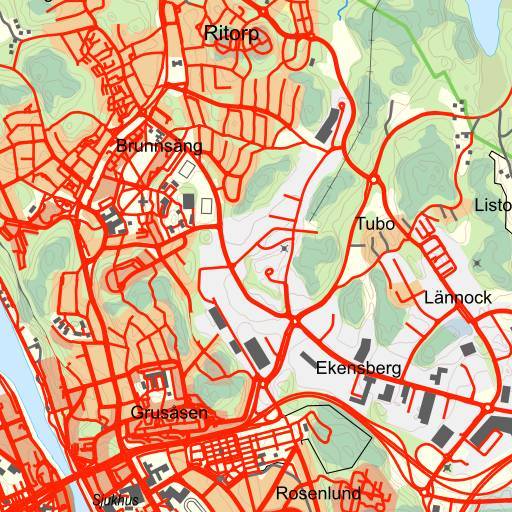 Ritorp
Brunnsäng
Listo
Tubo
Lännock
Ekensberg
Grusåsen
Rosenlund
Sjukhus